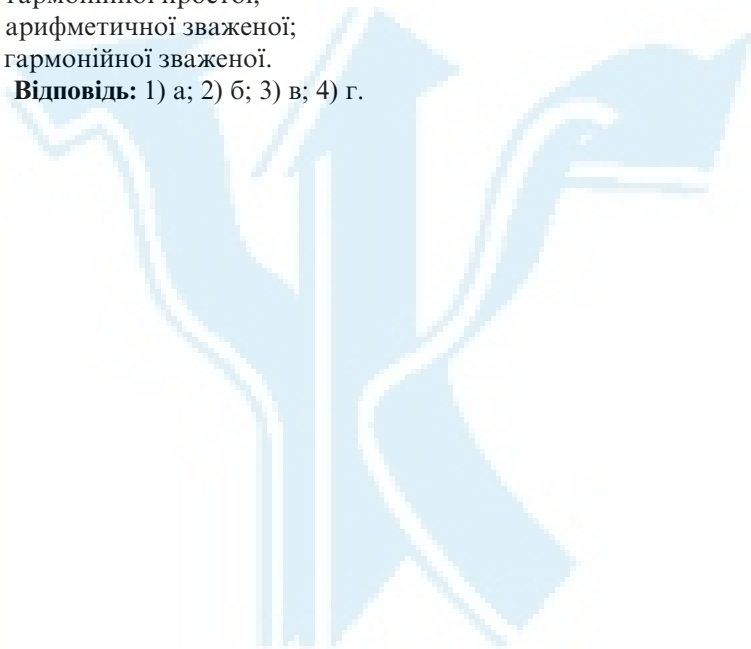 арифметичної зваженої;
гармонійної зваженої.
Відповідь: 1) а; 2) б; 3) в; 4) г.